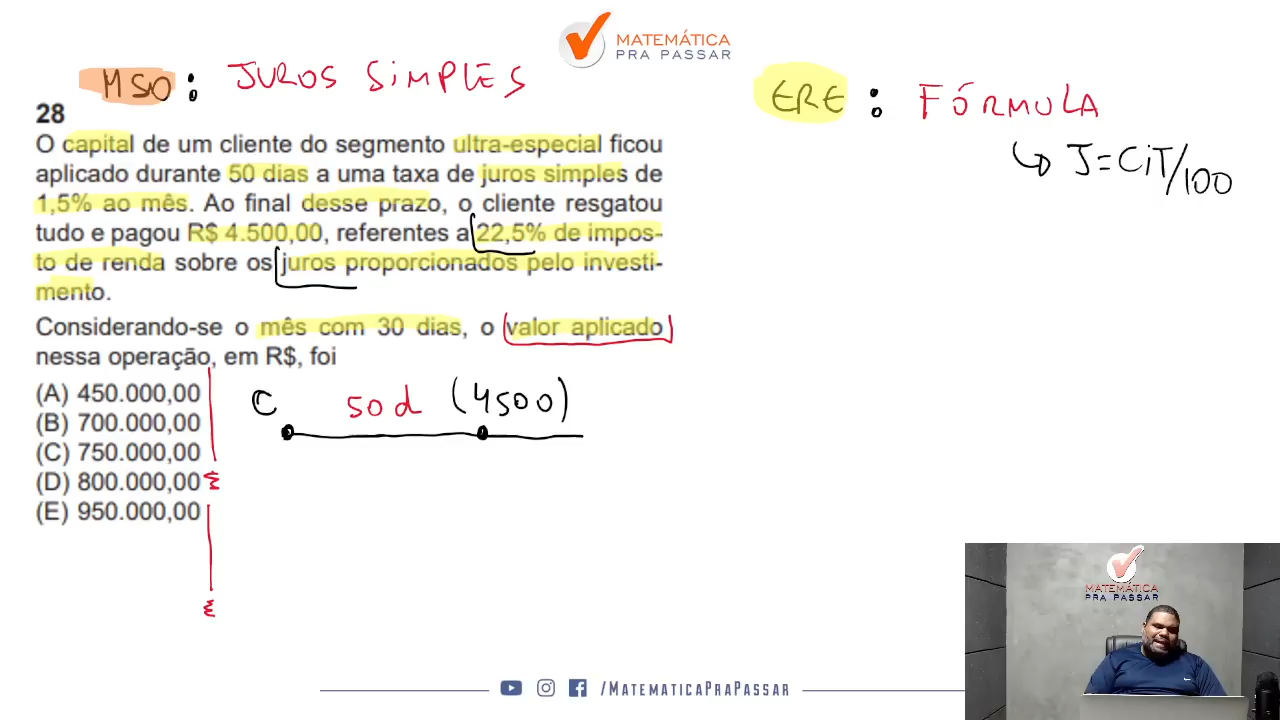 MATEMÁTICA
PRA PASSAR
MSO: JUROS SiMPLES
ERE: FÓRMULA
↳ J=CiT/100
28
O capital de um cliente do segmento ultra-especial ficou
aplicado durante 50 dias a uma taxa de juros simples de
1,5% ao mês. Ao final desse prazo, o cliente resgatou
tudo e pagou R$ 4.500,00, referentes a 22,5% de impos-
to de renda sobre os juros proporcionados pelo investi-
mento.
Considerando-se o mês com 30 dias, o valor aplicado
nessa operação, em R$, foi
(A) 450.000,00
(B) 700.000,00
(C) 750.000,00
(D) 800.000,00
(E) 950.000,00
C 50d (4500)
MATEMÁTICA
PRA PASSAR
/MATEMATICAPRAPASSAR